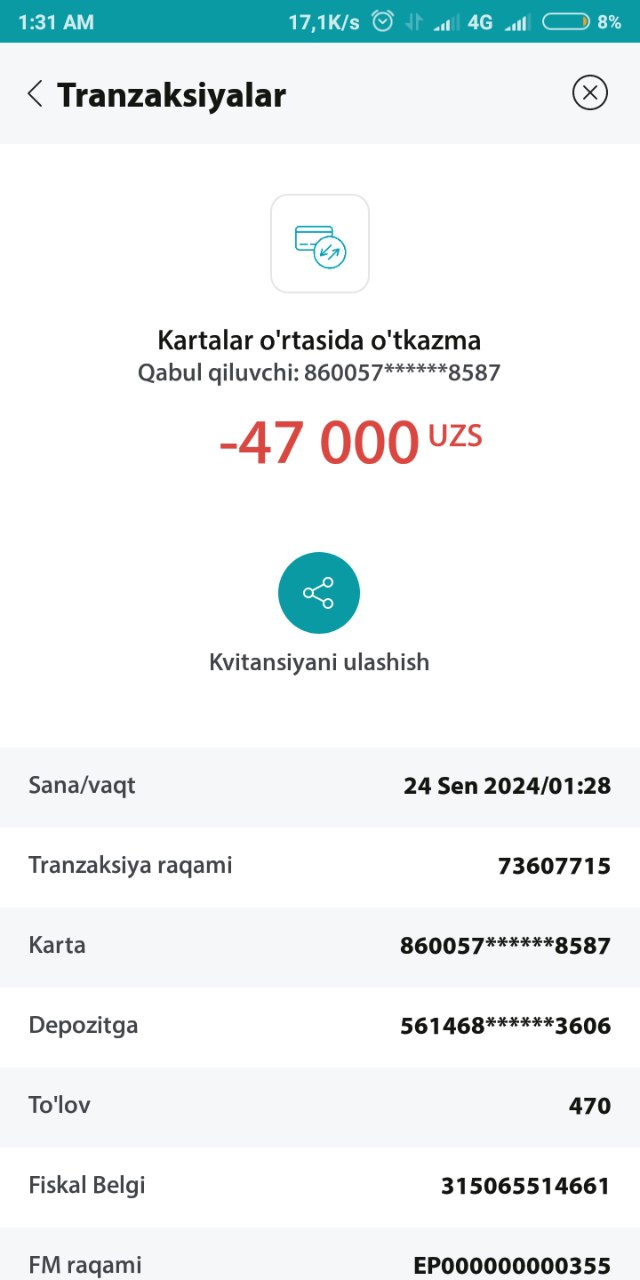 1:31 AM 17,1K/s 4G 8%
Tranzaksiyalar
Kartalar o'rtasida o'tkazma
Qabul qiluvchi: 860057******8587
-47 000 UZS
Kvitansiyani ulashish
Sana/vaqt 24 Sen 2024/01:28
Tranzaksiya raqami 73607715
Karta 860057******8587
Depozitga 561468******3606
To'lov 470
Fiskal Belgi 315065514661
FM raqami EP000000000355